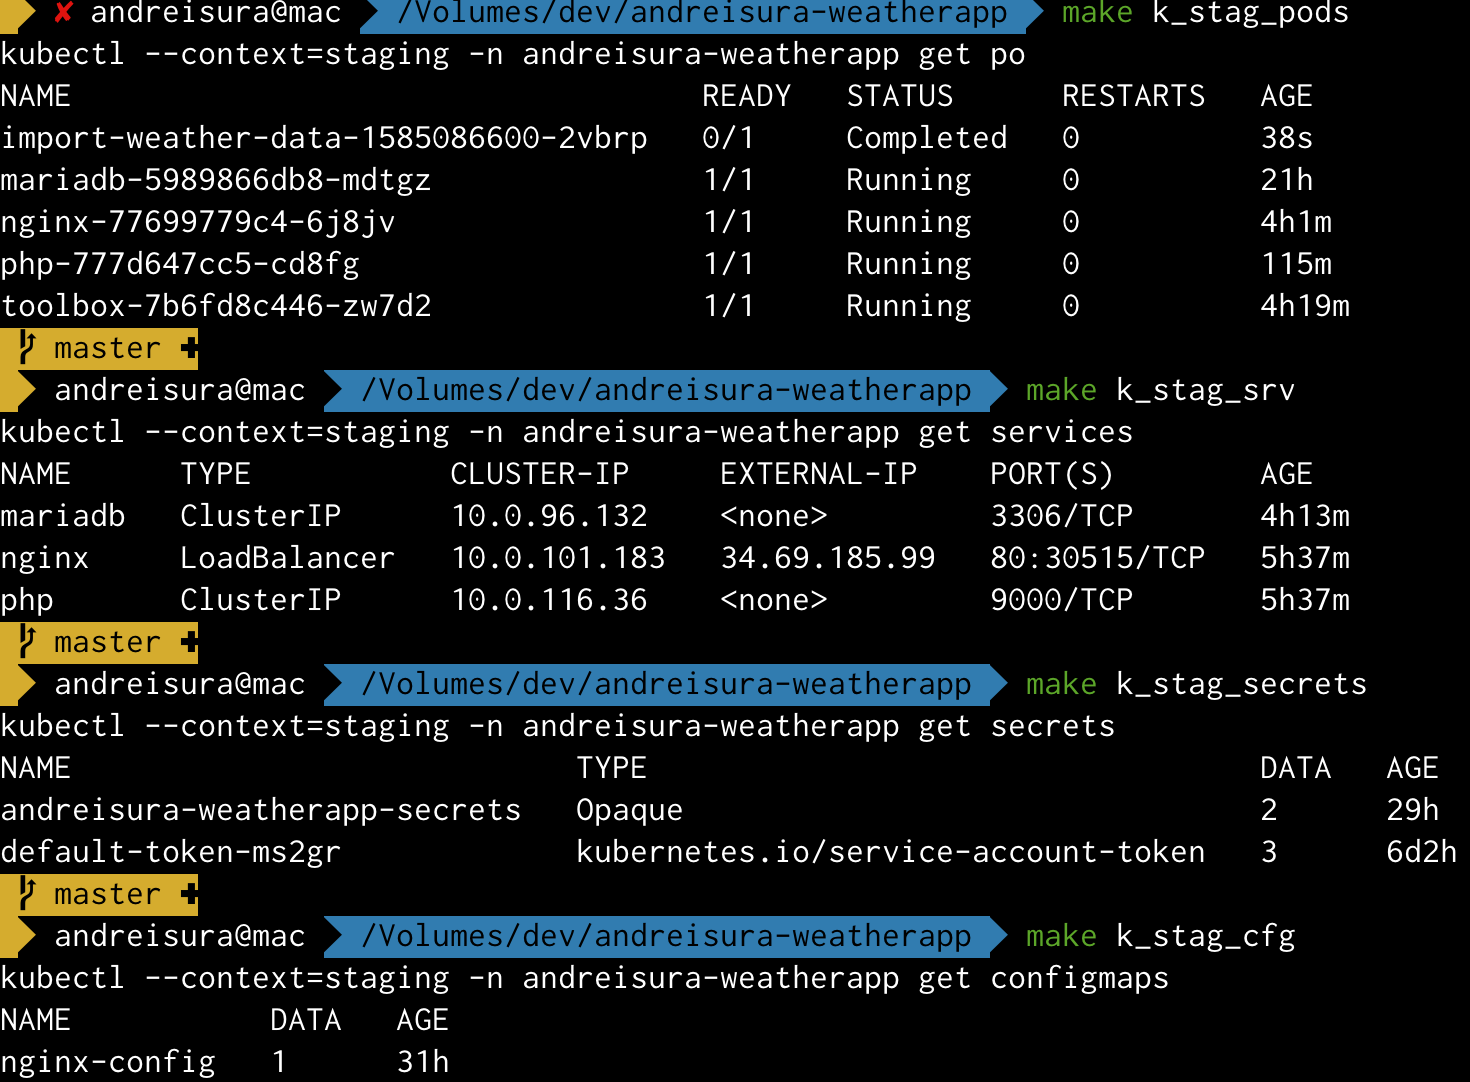 ✘ andreisura@mac /Volumes/dev/andreisura-weatherapp make k_stag_pods
kubectl --context=staging -n andreisura-weatherapp get po
NAME READY STATUS RESTARTS AGE
import-weather-data-1585086600-2vbrp 0/1 Completed 0 38s
mariadb-5989866db8-mdtgz 1/1 Running 0 21h
nginx-77699779c4-6j8jv 1/1 Running 0 4h1m
php-777d647cc5-cd8fg 1/1 Running 0 115m
toolbox-7b6fd8c446-zw7d2 1/1 Running 0 4h19m
master ✚
andreisura@mac /Volumes/dev/andreisura-weatherapp make k_stag_srv
kubectl --context=staging -n andreisura-weatherapp get services
NAME TYPE CLUSTER-IP EXTERNAL-IP PORT(S) AGE
mariadb ClusterIP 10.0.96.132 <none> 3306/TCP 4h13m
nginx LoadBalancer 10.0.101.183 34.69.185.99 80:30515/TCP 5h37m
php ClusterIP 10.0.116.36 <none> 9000/TCP 5h37m
master ✚
andreisura@mac /Volumes/dev/andreisura-weatherapp make k_stag_secrets
kubectl --context=staging -n andreisura-weatherapp get secrets
NAME TYPE DATA AGE
andreisura-weatherapp-secrets Opaque 2 29h
default-token-ms2gr kubernetes.io/service-account-token 3 6d2h
master ✚
andreisura@mac /Volumes/dev/andreisura-weatherapp make k_stag_cfg
kubectl --context=staging -n andreisura-weatherapp get configmaps
NAME DATA AGE
nginx-config 1 31h